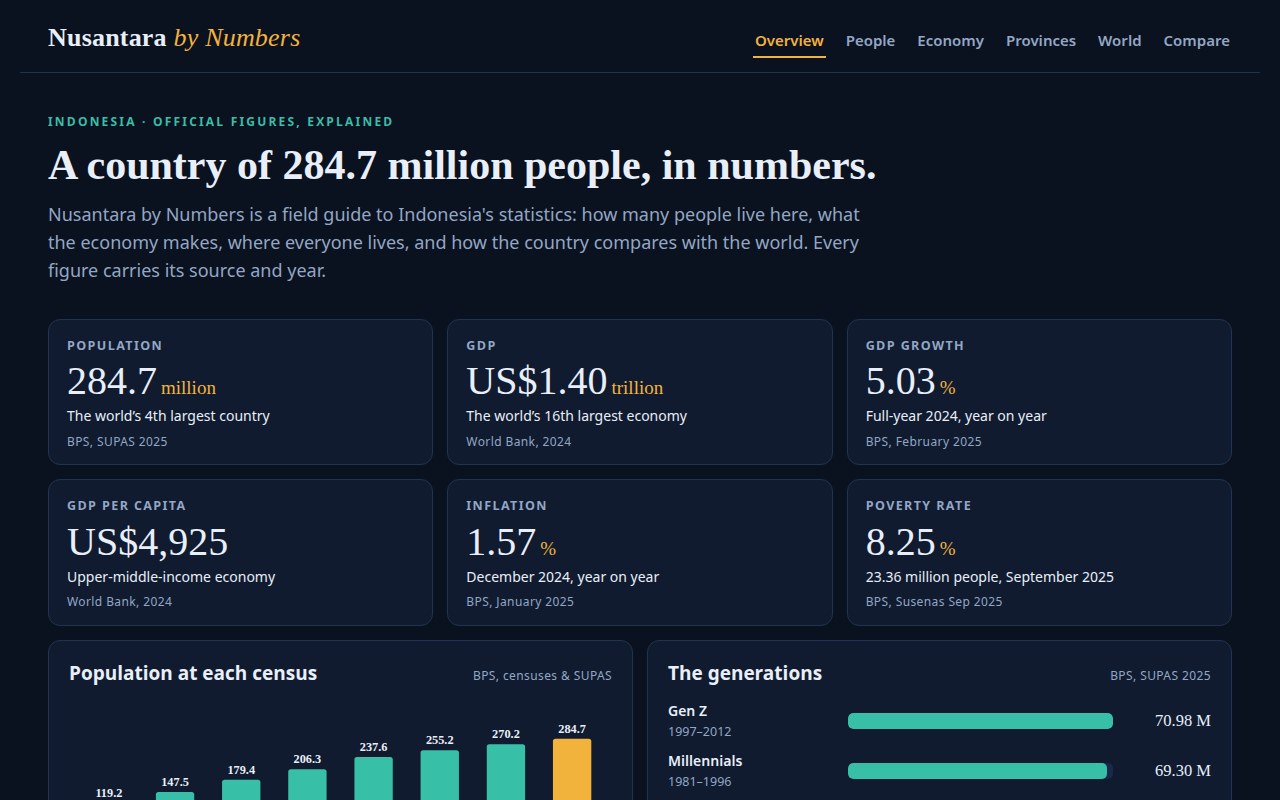 Nusantara by Numbers
Overview People Economy Provinces World Compare
INDONESIA · OFFICIAL FIGURES, EXPLAINED
A country of 284.7 million people, in numbers.
Nusantara by Numbers is a field guide to Indonesia's statistics: how many people live here, what
the economy makes, where everyone lives, and how the country compares with the world. Every
figure carries its source and year.
POPULATION
284.7 million
The world’s 4th largest country
BPS, SUPAS 2025
GDP
US$1.40 trillion
The world’s 16th largest economy
World Bank, 2024
GDP GROWTH
5.03 %
Full-year 2024, year on year
BPS, February 2025
GDP PER CAPITA
US$4,925
Upper-middle-income economy
World Bank, 2024
INFLATION
1.57 %
December 2024, year on year
BPS, January 2025
POVERTY RATE
8.25 %
23.36 million people, September 2025
BPS, Susenas Sep 2025
Population at each census
BPS, censuses & SUPAS
119.2
147.5
179.4
206.3
237.6
255.2
270.2
284.7
The generations
BPS, SUPAS 2025
Gen Z
1997–2012
70.98 M
Millennials
1981–1996
69.30 M